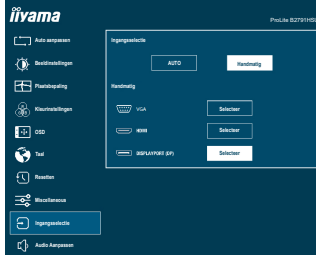 iiyama
ProLite B2791HS
Auto aanpassen
Beeldinstellingen
Plaatsbepaling
Kleurinstellingen
OSD
Taal
Resetten
Miscellaneous
Ingangsselectie
Audio Aanpassen
Ingangsselectie
AUTO
Handmatig
Handmatig
VGA
Selecteer
HDMI
Selecteer
DISPLAYPORT (DP)
Selecteer